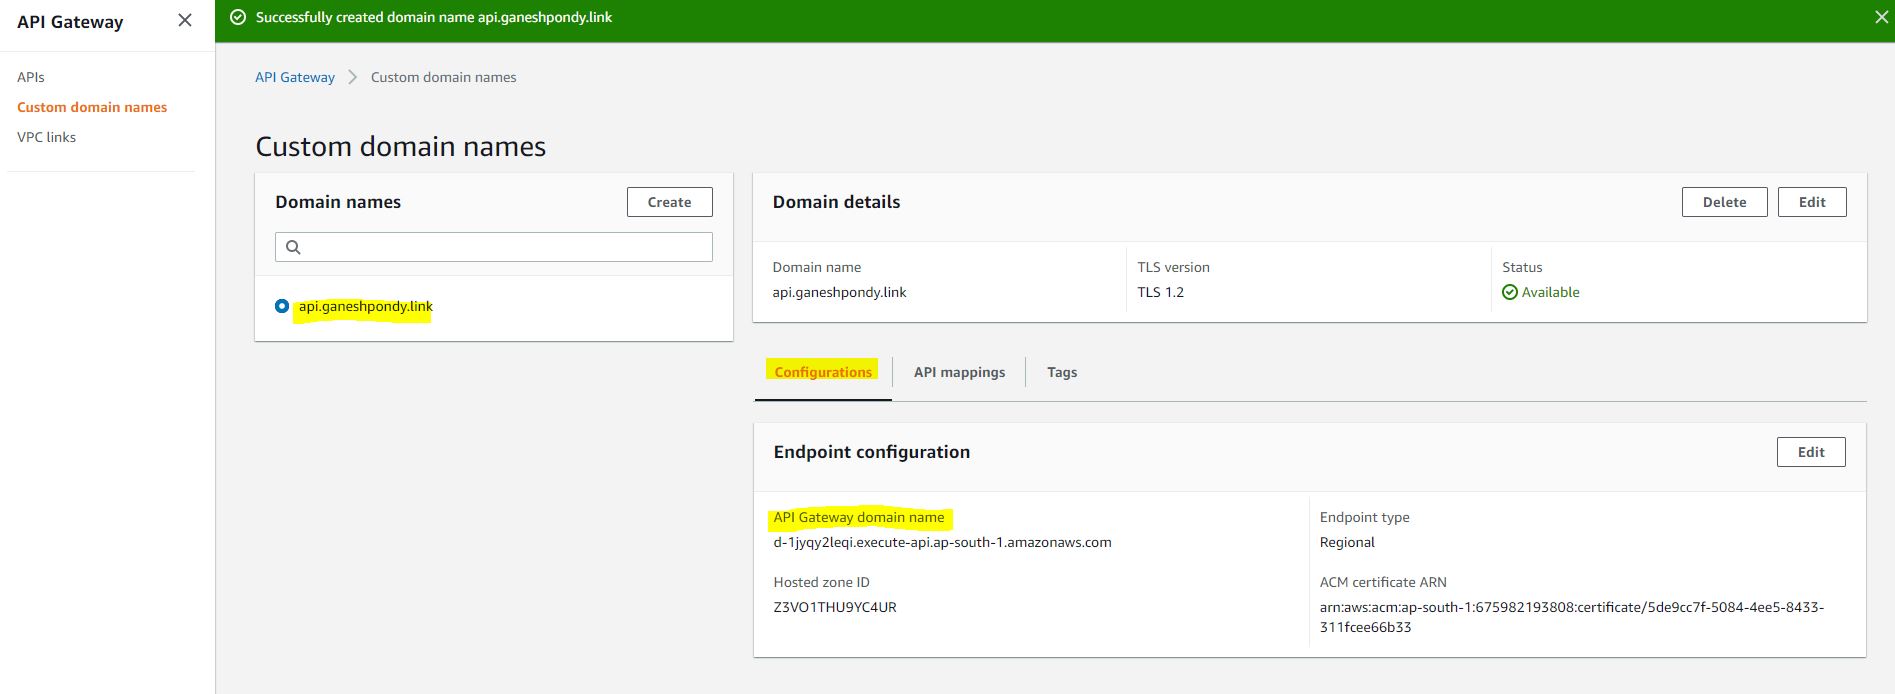 API Gateway
APIs
Custom domain names
VPC links
Successfully created domain name api.ganeshpondy.link
API Gateway > Custom domain names
Custom domain names
Domain names
Create
api.ganeshpondy.link
Domain details
Delete Edit
Domain name
api.ganeshpondy.link
TLS version
TLS 1.2
Status
Available
Configurations API mappings Tags
Endpoint configuration
Edit
API Gateway domain name
d-1jyqy2leqi.execute-api.ap-south-1.amazonaws.com
Hosted zone ID
Z3VO1THU9YC4UR
Endpoint type
Regional
ACM certificate ARN
arn:aws:acm:ap-south-1:675982193808:certificate/5de9cc7f-5084-4ee5-8433-
311fcee66b33